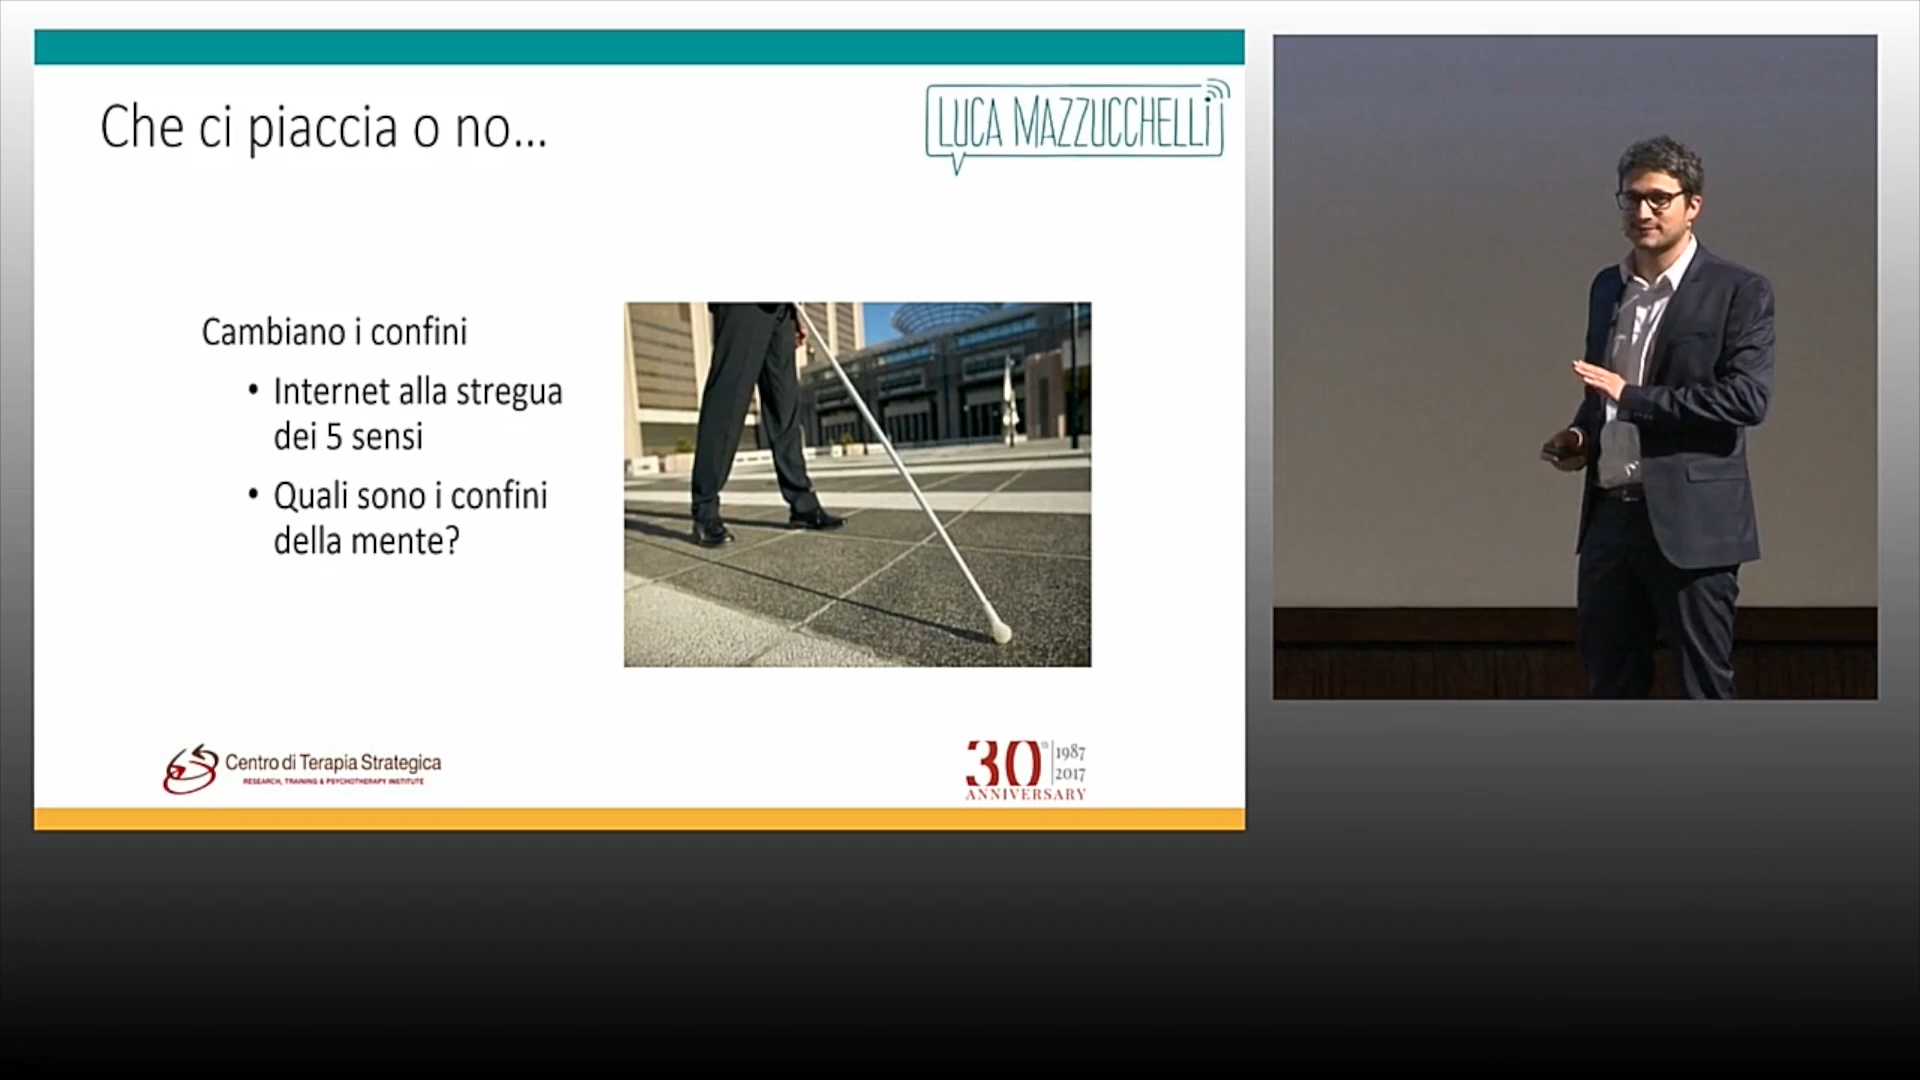 Che ci piaccia o no...
LUCA MAZZUCCHELLI
Cambiano i confini
• Internet alla stregua
dei 5 sensi
• Quali sono i confini
della mente?
Centro di Terapia Strategica
RESEARCH, TRAINING & PSYCHOTHERAPY INSTITUTE
30th 1987
2017
ANNIVERSARY